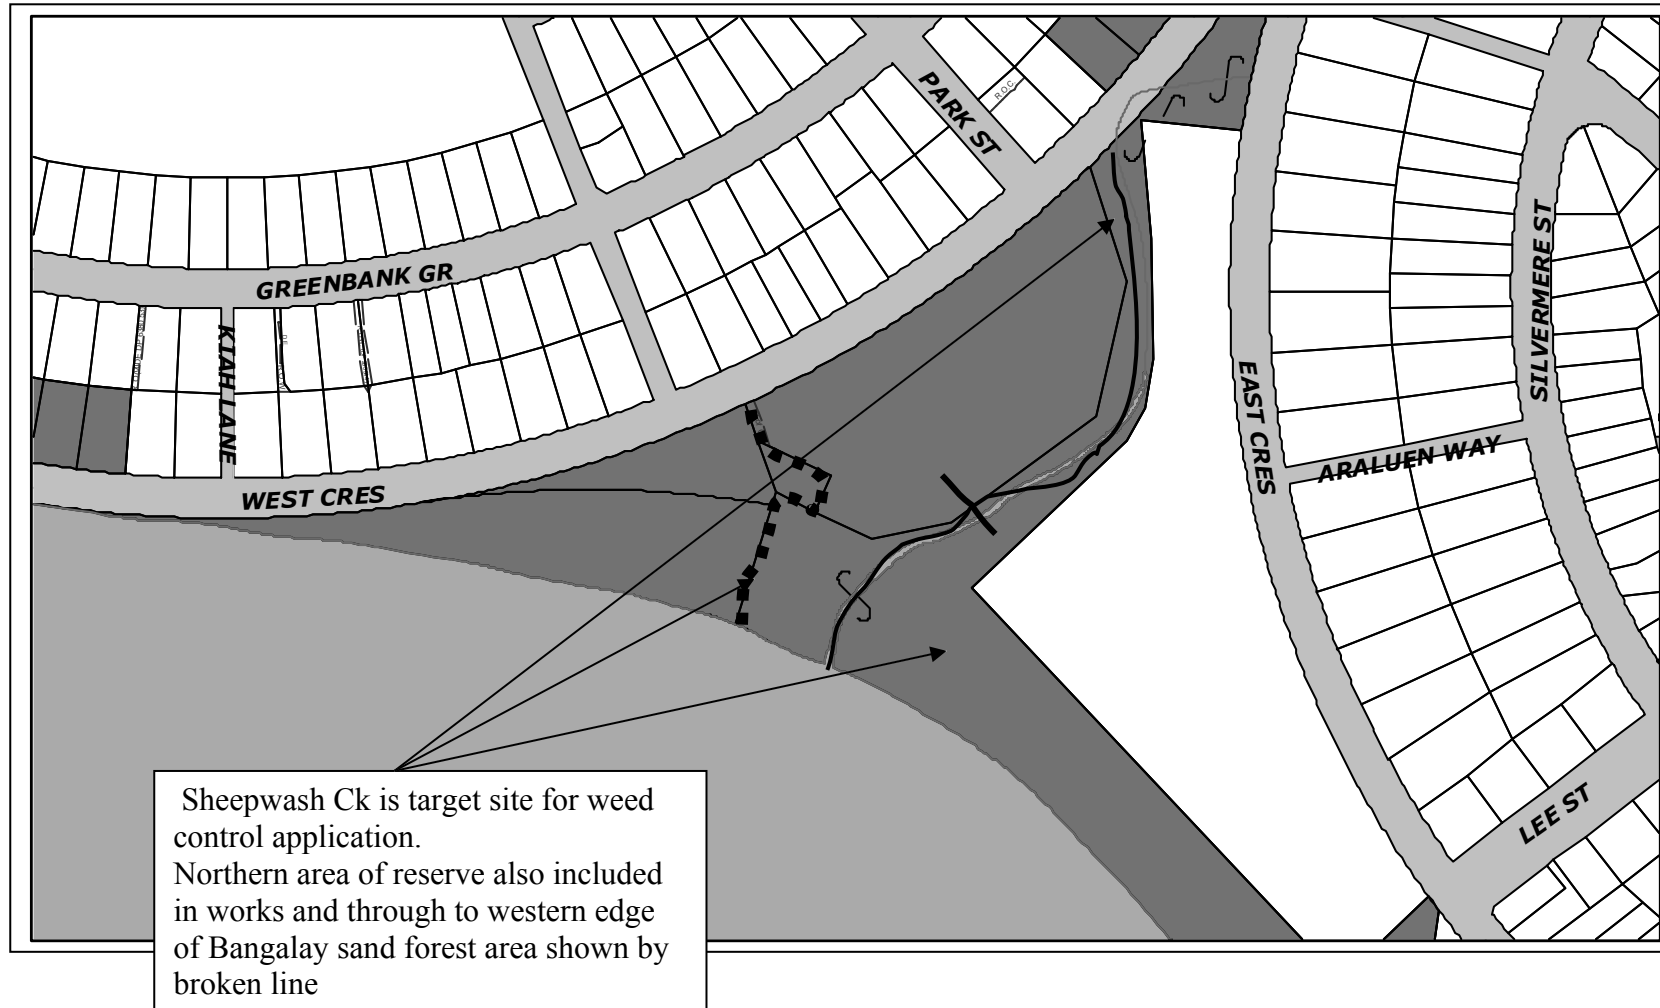 PARK ST
R.O.C
GREENBANK GR
KIAH LANE
WEST CRES
EAST CRES
SILVERMERE ST
ARALUEN WAY
LEE ST
Sheepwash Ck is target site for weed
control application.
Northern area of reserve also included
in works and through to western edge
of Bangalay sand forest area shown by
broken line